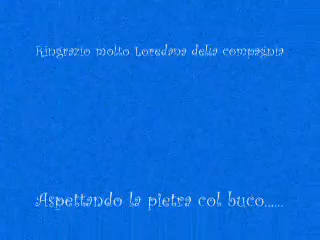 Ringrazio molto Loredana della compagnia
Aspettando la pietra col buco......